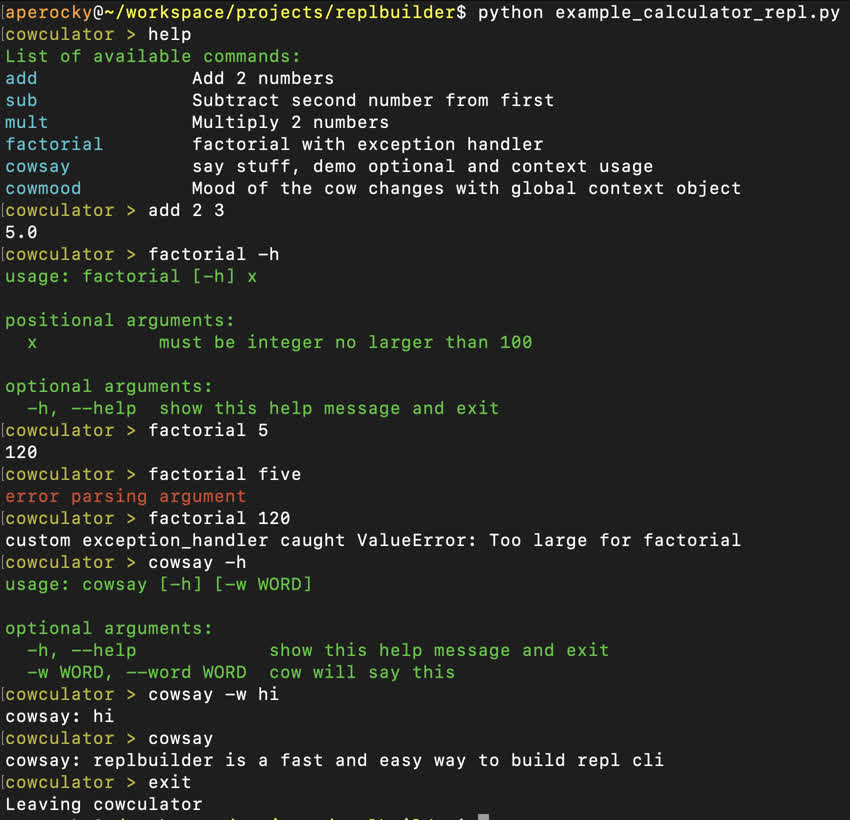 aperocky@~/workspace/projects/replbuilder$ python example_calculator_repl.py
cowculator > help
List of available commands:
add              Add 2 numbers
sub              Subtract second number from first
mult             Multiply 2 numbers
factorial        factorial with exception handler
cowsay           say stuff, demo optional and context usage
cowmood          Mood of the cow changes with global context object
cowculator > add 2 3
5.0
cowculator > factorial -h
usage: factorial [-h] x
positional arguments:
  x           must be integer no larger than 100
optional arguments:
  -h, --help  show this help message and exit
cowculator > factorial 5
120
cowculator > factorial five
error parsing argument
cowculator > factorial 120
custom exception_handler caught ValueError: Too large for factorial
cowculator > cowsay -h
usage: cowsay [-h] [-w WORD]
optional arguments:
  -h, --help            show this help message and exit
  -w WORD, --word WORD  cow will say this
cowculator > cowsay -w hi
cowsay: hi
cowculator > cowsay
cowsay: replbuilder is a fast and easy way to build repl cli
cowculator > exit
Leaving cowculator